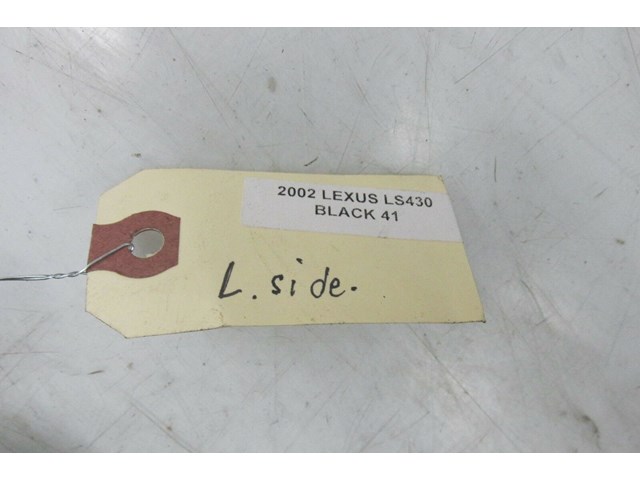 2002 LEXUS LS430
BLACK 41
L. side.